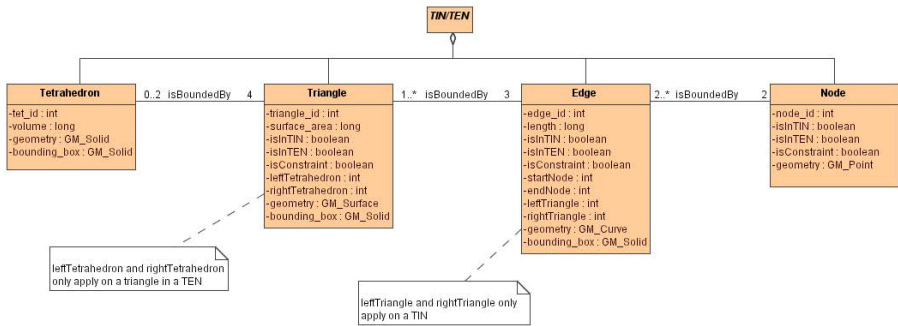 TIN/TEN
Tetrahedron
-tet_id : int
-volume : long
-geometry : GM_Solid
-bounding_box : GM_Solid
0..2 isBoundedBy 4
Triangle
-triangle_id : int
-surface_area : long
-isInTIN : boolean
-isInTEN : boolean
-isConstraint : boolean
-leftTetrahedron : int
-rightTetrahedron : int
-geometry : GM_Surface
-bounding_box : GM_Solid
1..* isBoundedBy 3
Edge
-edge_id : int
-length : long
-isInTIN : boolean
-isInTEN : boolean
-isConstraint : boolean
-startNode : int
-endNode : int
-leftTriangle : int
-rightTriangle : int
-geometry : GM_Curve
-bounding_box : GM_Solid
2..* isBoundedBy 2
Node
-node_id : int
-isInTIN : boolean
-isInTEN : boolean
-isConstraint : boolean
-geometry : GM_Point
leftTetrahedron and rightTetrahedron
only apply on a triangle in a TEN
leftTriangle and rightTriangle only
apply on a TIN